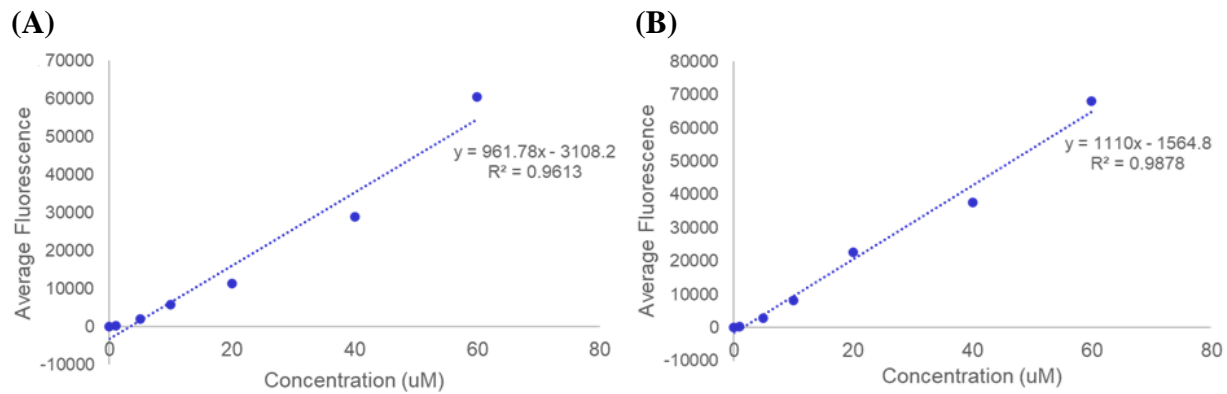 (A)
70000
60000
50000
40000
30000
20000
10000
0
-10000
0
20
40
60
80
Average Fluorescence
Concentration (uM)
y = 961.78x - 3108.2
R² = 0.9613
(B)
80000
70000
60000
50000
40000
30000
20000
10000
0
-10000
0
20
40
60
80
Average Fluorescence
Concentration (uM)
y = 1110x - 1564.8
R² = 0.9878